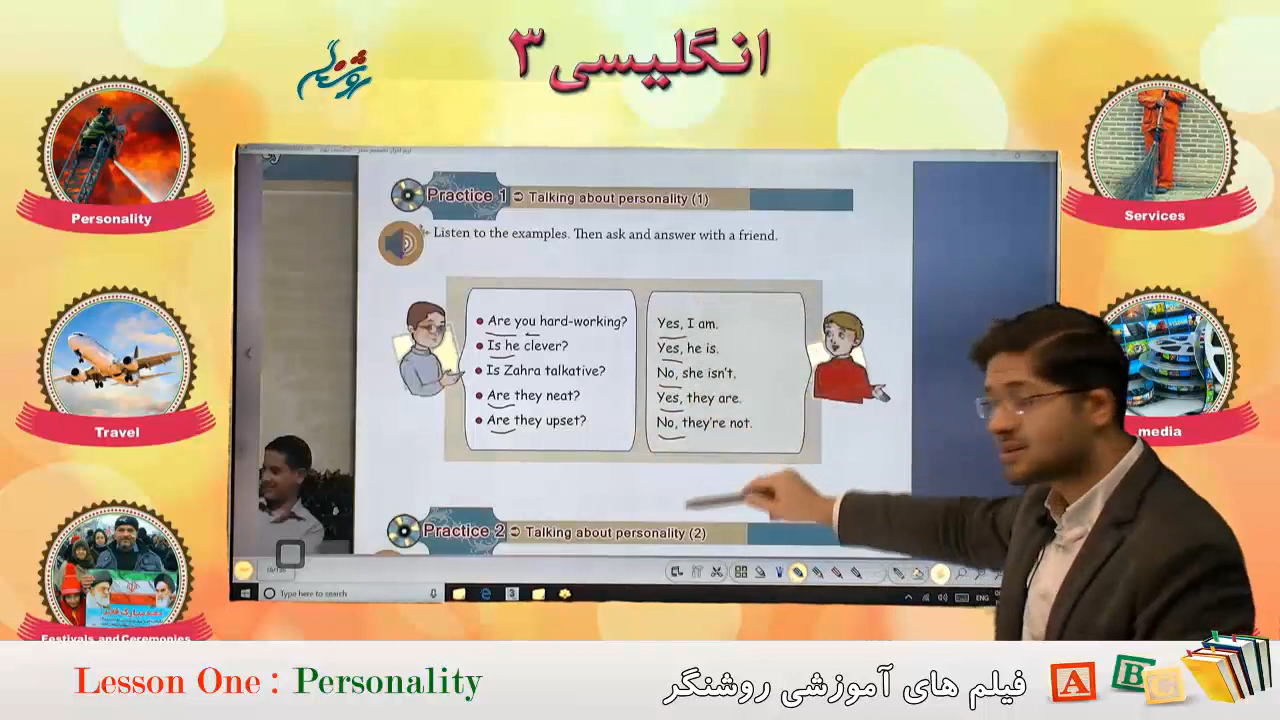 انگلیسی ۳
روشنگر
Personality
Services
Travel
media
Festivals and Ceremonies
Practice 1 ➲ Talking about personality (1)
Listen to the examples. Then ask and answer with a friend.
• Are you hard-working?
• Is he clever?
• Is Zahra talkative?
• Are they neat?
• Are they upset?
Yes, I am.
Yes, he is.
No, she isn't.
Yes, they are.
No, they're not.
Practice 2 ➲ Talking about personality (2)
Type here to search
ENG
Lesson One : Personality
فیلم های آموزشی روشنگر
A B C